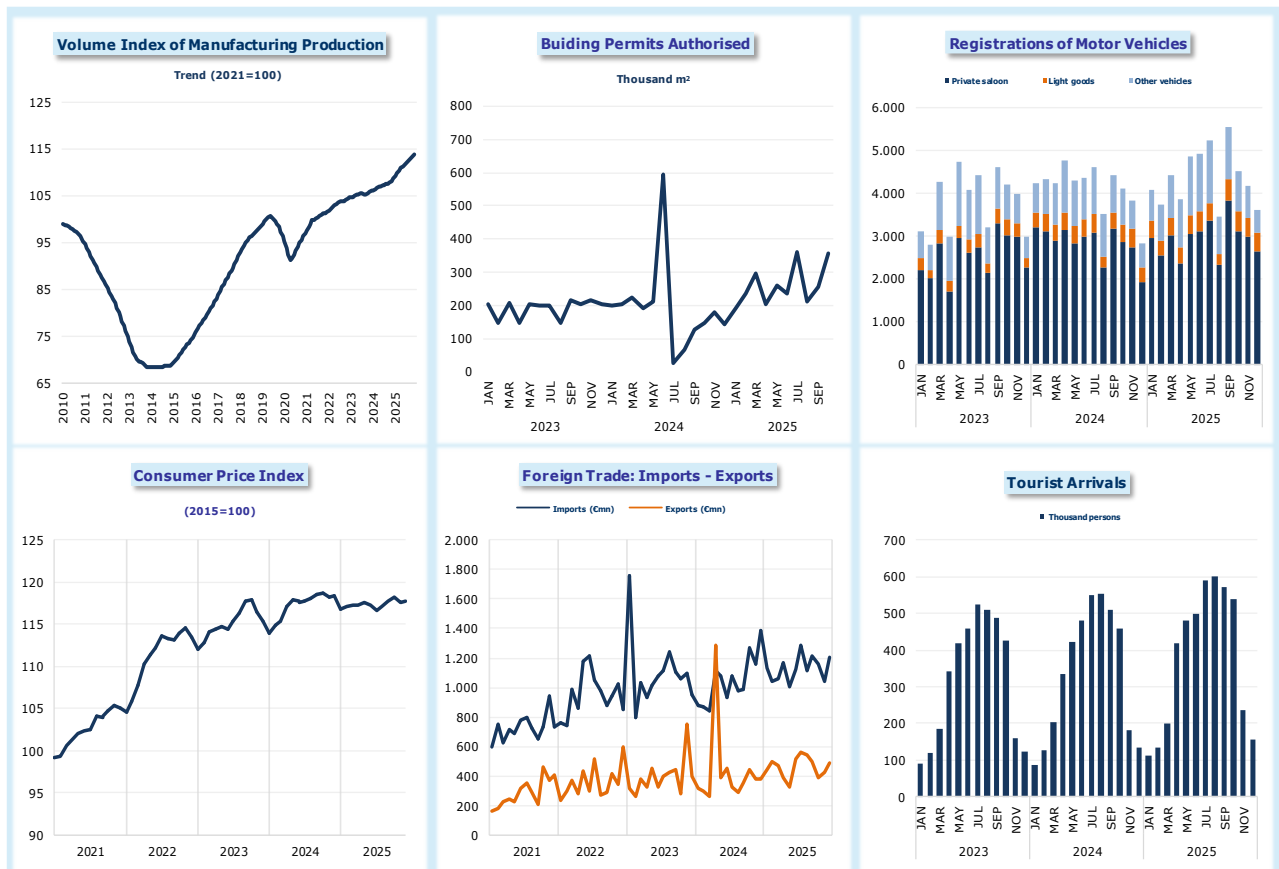 Volume Index of Manufacturing Production
Trend (2021=100)
125
115
105
95
85
75
65
2010 2011 2012 2013 2014 2015 2016 2017 2018 2019 2020 2021 2022 2023 2024 2025
Buiding Permits Authorised
Thousand m²
800
700
600
500
400
300
200
100
0
JAN MAR MAY JUL SEP NOV JAN MAR MAY JUL SEP NOV JAN MAR MAY JUL SEP
2023 2024 2025
Registrations of Motor Vehicles
Private saloon Light goods Other vehicles
6.000
5.000
4.000
3.000
2.000
1.000
0
JAN MAR MAY JUL SEP NOV JAN MAR MAY JUL SEP NOV JAN MAR MAY JUL SEP NOV
2023 2024 2025
Consumer Price Index
(2015=100)
125
120
115
110
105
100
95
90
2021 2022 2023 2024 2025
Foreign Trade: Imports - Exports
Imports (€mn) Exports (€mn)
2.000
1.800
1.600
1.400
1.200
1.000
800
600
400
200
0
2021 2022 2023 2024 2025
Tourist Arrivals
Thousand persons
700
600
500
400
300
200
100
0
JAN MAR MAY JUL SEP NOV JAN MAR MAY JUL SEP NOV JAN MAR MAY JUL SEP NOV
2023 2024 2025